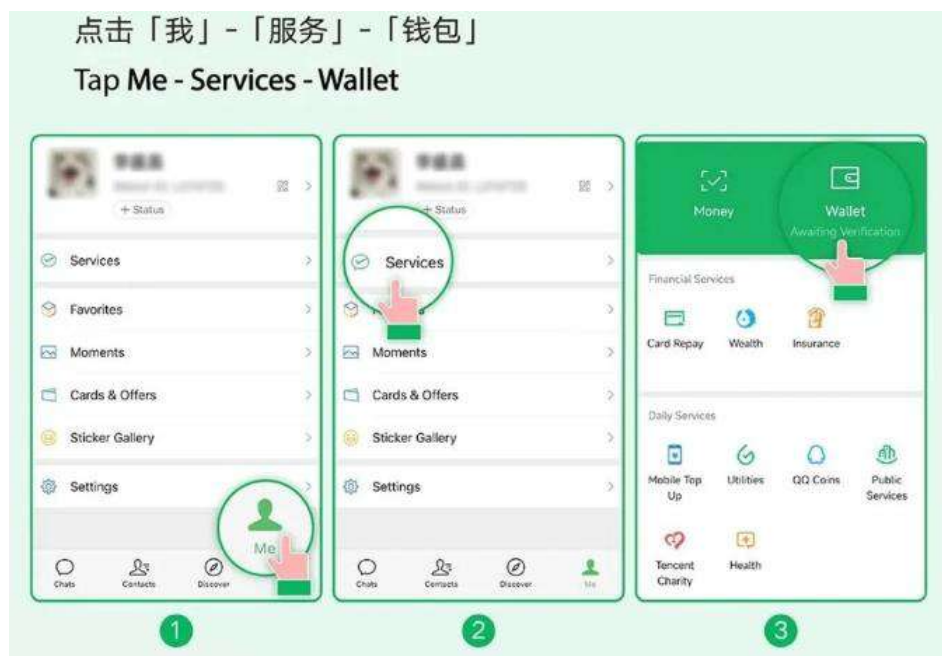 点击「我」-「服务」-「钱包」
Tap Me - Services - Wallet
+ Status
Services
Favorites
Moments
Cards & Offers
Sticker Gallery
Settings
Me
Chats
Contacts
Discover
1
+ Status
Services
Moments
Cards & Offers
Sticker Gallery
Settings
Chats
Contacts
Discover
Me
2
Money
Wallet
Awaiting Verification
Financial Services
Card Repay
Wealth
Insurance
Daily Services
Mobile Top Up
Utilities
QQ Coins
Public Services
Tencent Charity
Health
3